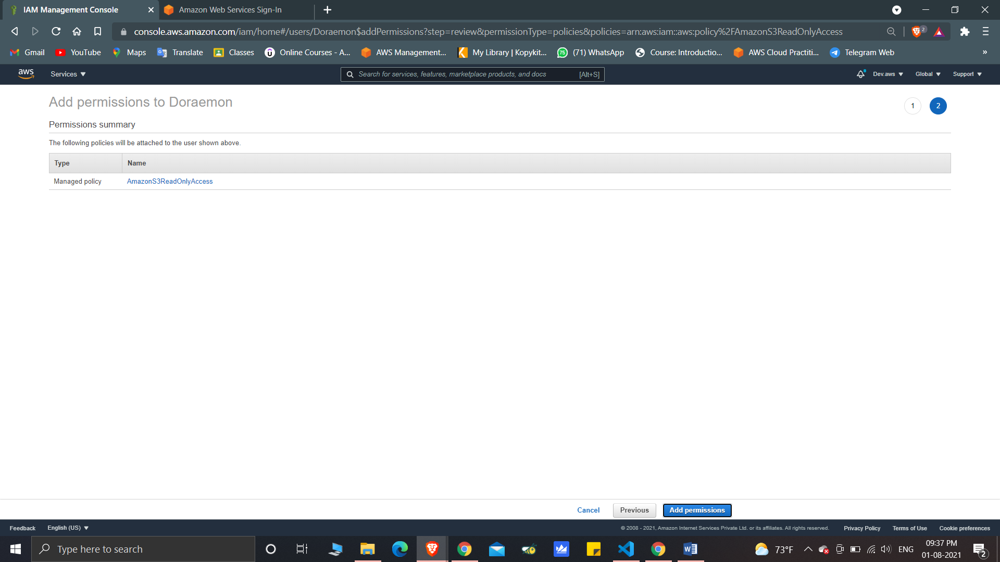 IAM Management Console
Amazon Web Services Sign-In
console.aws.amazon.com/iam/home#/users/Doraemon$addPermissions?step=review&permissionType=policies&policies=arn:aws:iam::aws:policy%2FAmazonS3ReadOnlyAccess
2
Gmail
YouTube
Maps
Translate
Classes
Online Courses - A...
AWS Management...
My Library | Kopykit...
75
(71) WhatsApp
Course: Introductio...
AWS Cloud Practiti...
Telegram Web
»
aws
Services
Search for services, features, marketplace products, and docs
[Alt+S]
Dev.aws
Global
Support
Add permissions to Doraemon
1
2
Permissions summary
The following policies will be attached to the user shown above.
Type
Name
Managed policy
AmazonS3ReadOnlyAccess
Cancel
Previous
Add permissions
Feedback
English (US)
© 2008 - 2021, Amazon Internet Services Private Ltd. or its affiliates. All rights reserved.
Privacy Policy
Terms of Use
Cookie preferences
Type here to search
73°F
ENG
09:37 PM
01-08-2021
2